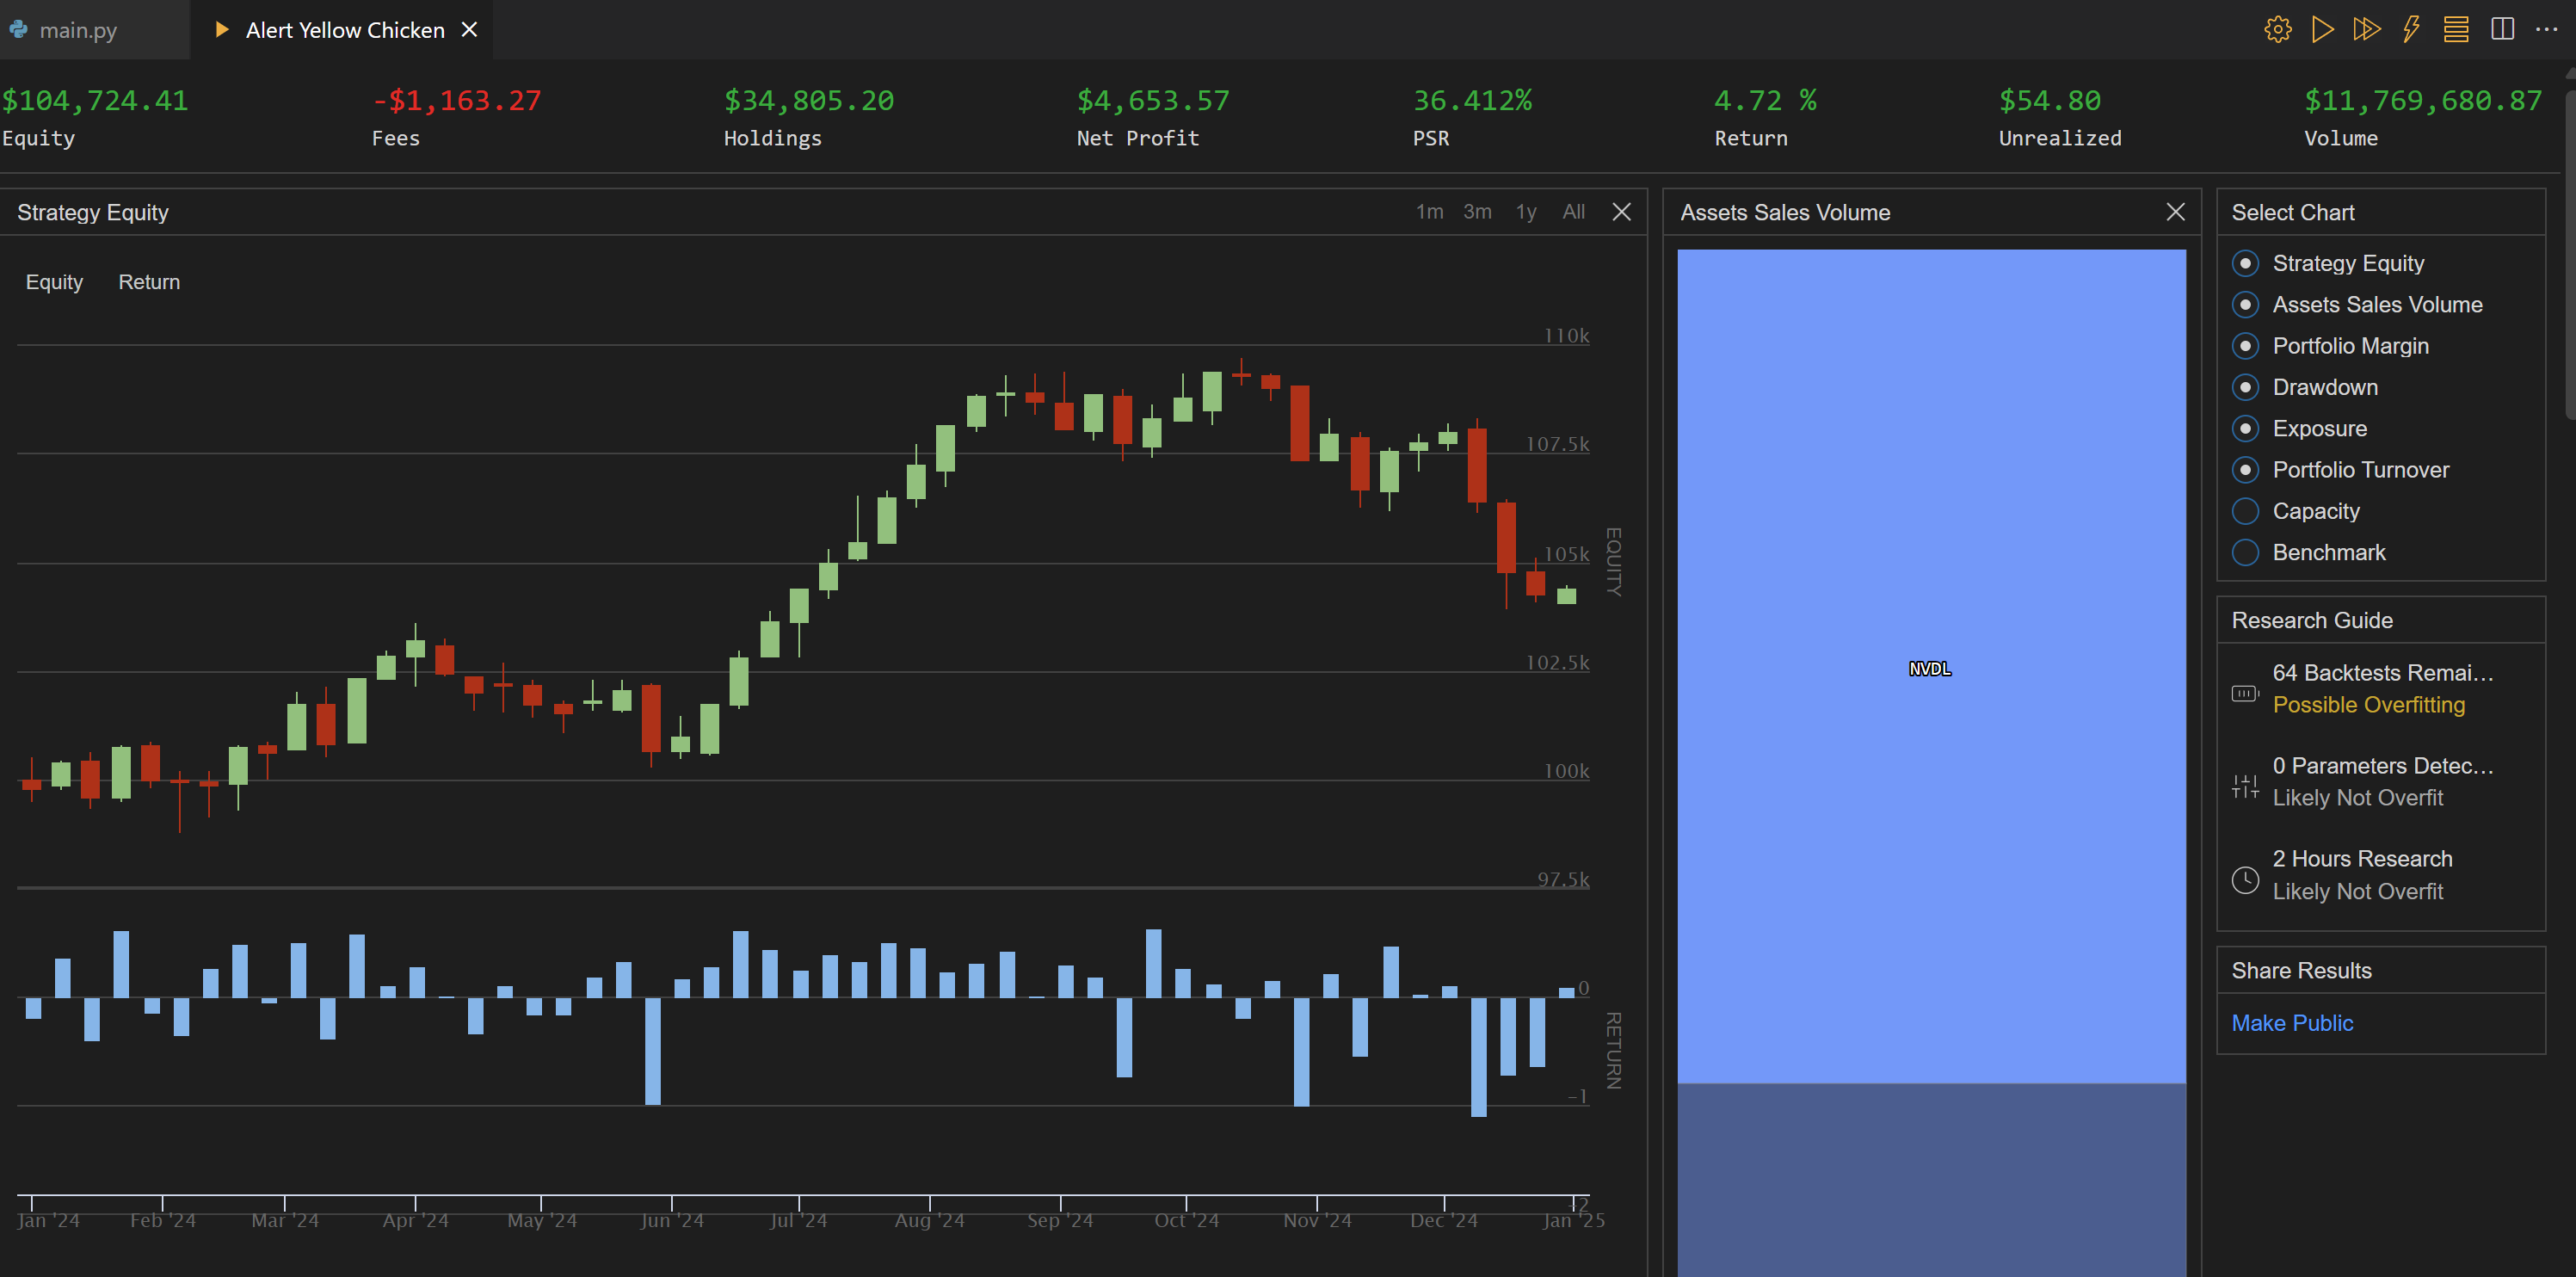 main.py
Alert Yellow Chicken
$104,724.41
Equity
-$1,163.27
Fees
$34,805.20
Holdings
$4,653.57
Net Profit
36.412%
PSR
4.72 %
Return
$54.80
Unrealized
$11,769,680.87
Volume
Strategy Equity
1m 3m 1y All
Equity Return
110k
107.5k
105k
102.5k
100k
97.5k
EQUITY
0
-1
-2
RETURN
Jan '24 Feb '24 Mar '24 Apr '24 May '24 Jun '24 Jul '24 Aug '24 Sep '24 Oct '24 Nov '24 Dec '24 Jan '25
Assets Sales Volume
NVDL
Select Chart
Strategy Equity
Assets Sales Volume
Portfolio Margin
Drawdown
Exposure
Portfolio Turnover
Capacity
Benchmark
Research Guide
64 Backtests Remai...
Possible Overfitting
0 Parameters Detec...
Likely Not Overfit
2 Hours Research
Likely Not Overfit
Share Results
Make Public